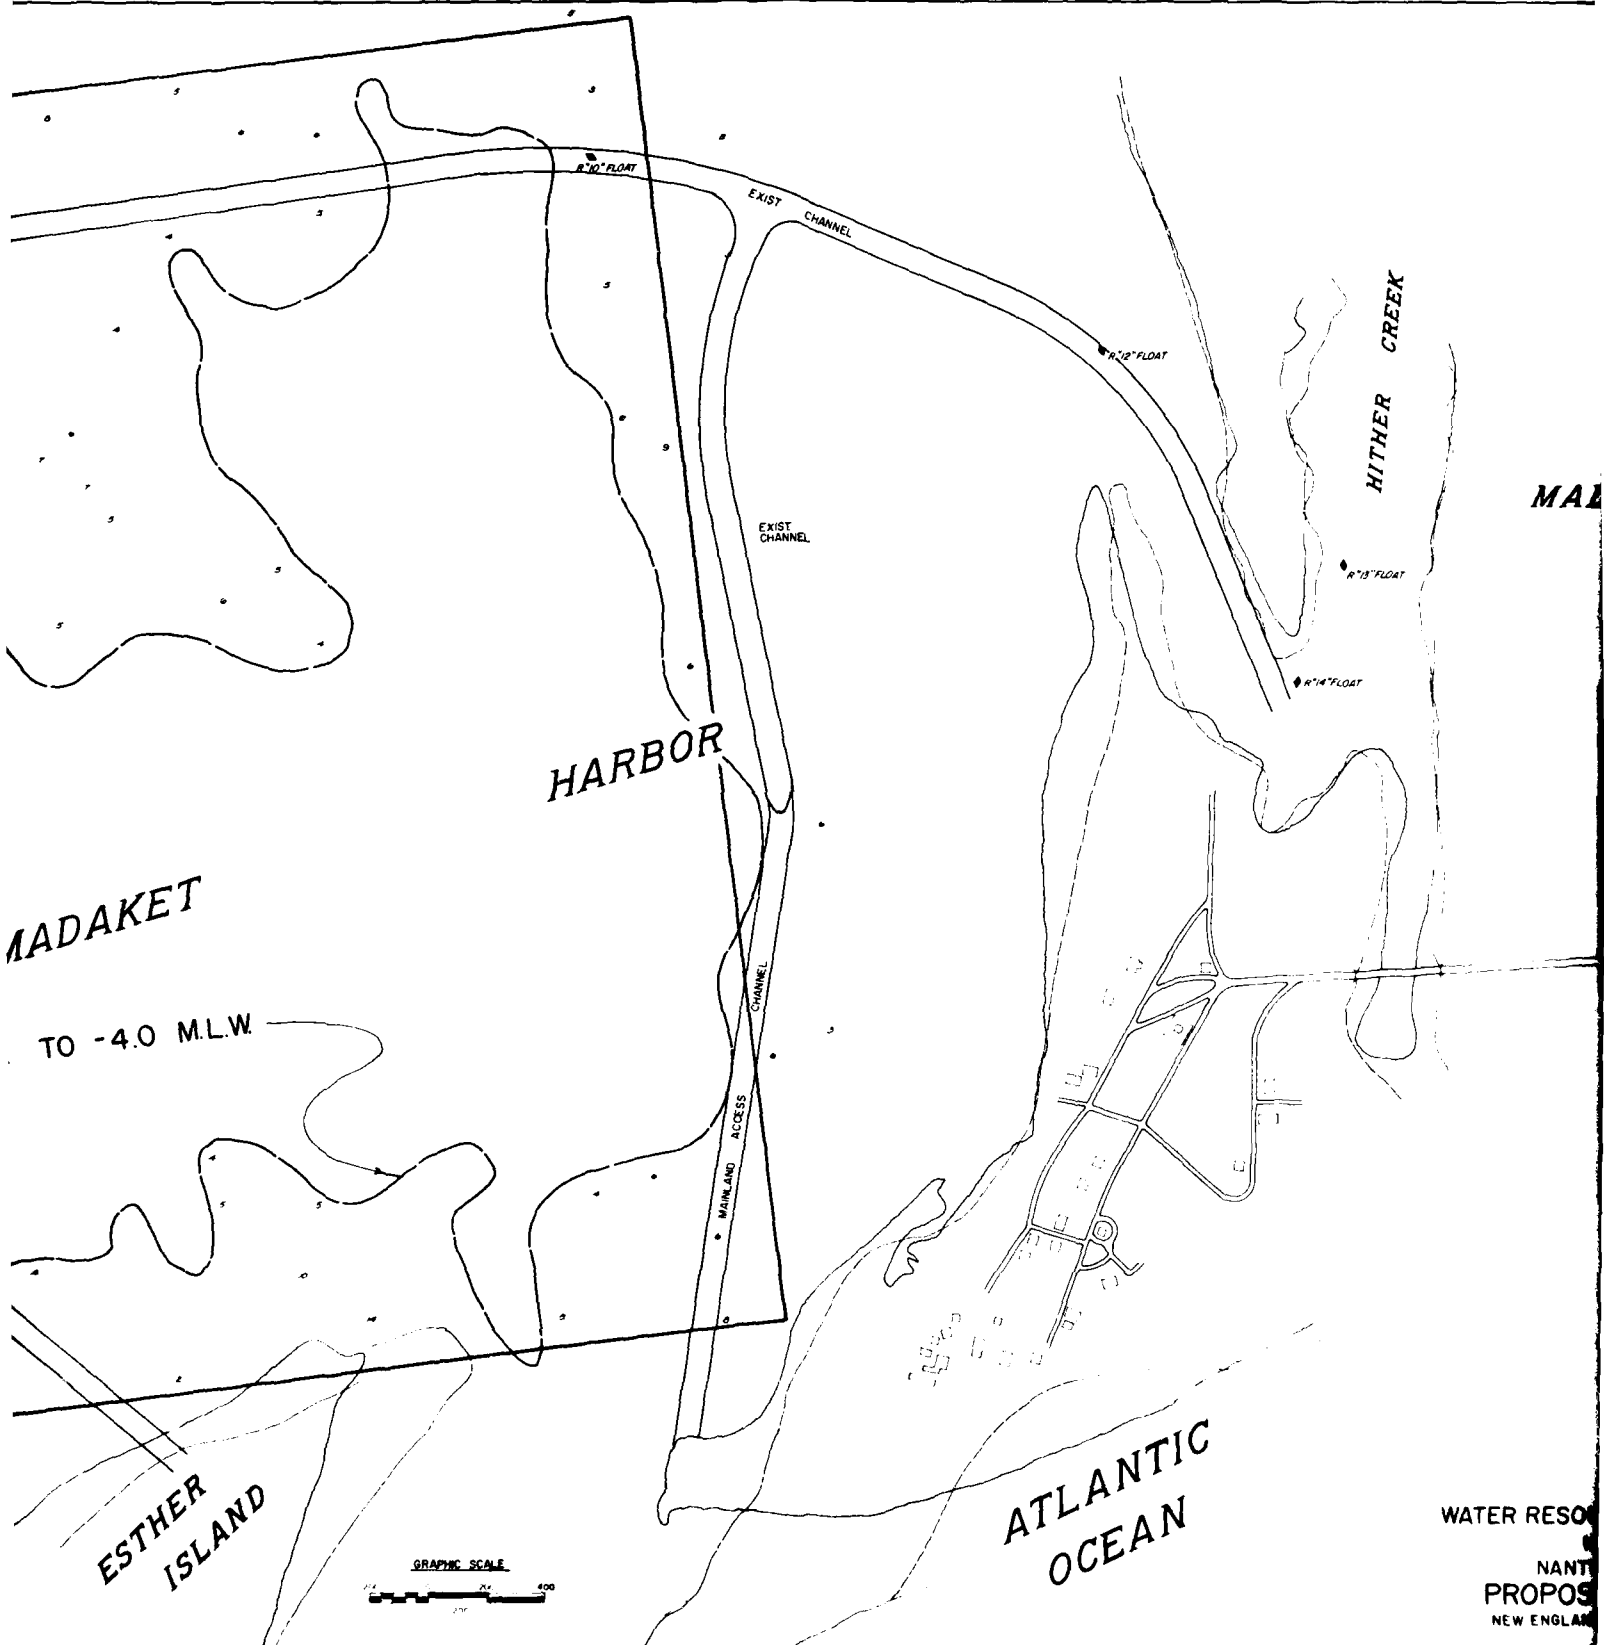 R"10" FLOAT
EXIST CHANNEL
R"12" FLOAT
HITHER CREEK
EXIST
CHANNEL
R"13" FLOAT
R"14" FLOAT
HARBOR
MADAKET
TO -4.0 M.L.W.
MAINLAND ACCESS CHANNEL
ESTHER
ISLAND
ATLANTIC
OCEAN
GRAPHIC SCALE
400
WATER RESO
NANT
PROPOS
NEW ENGLA